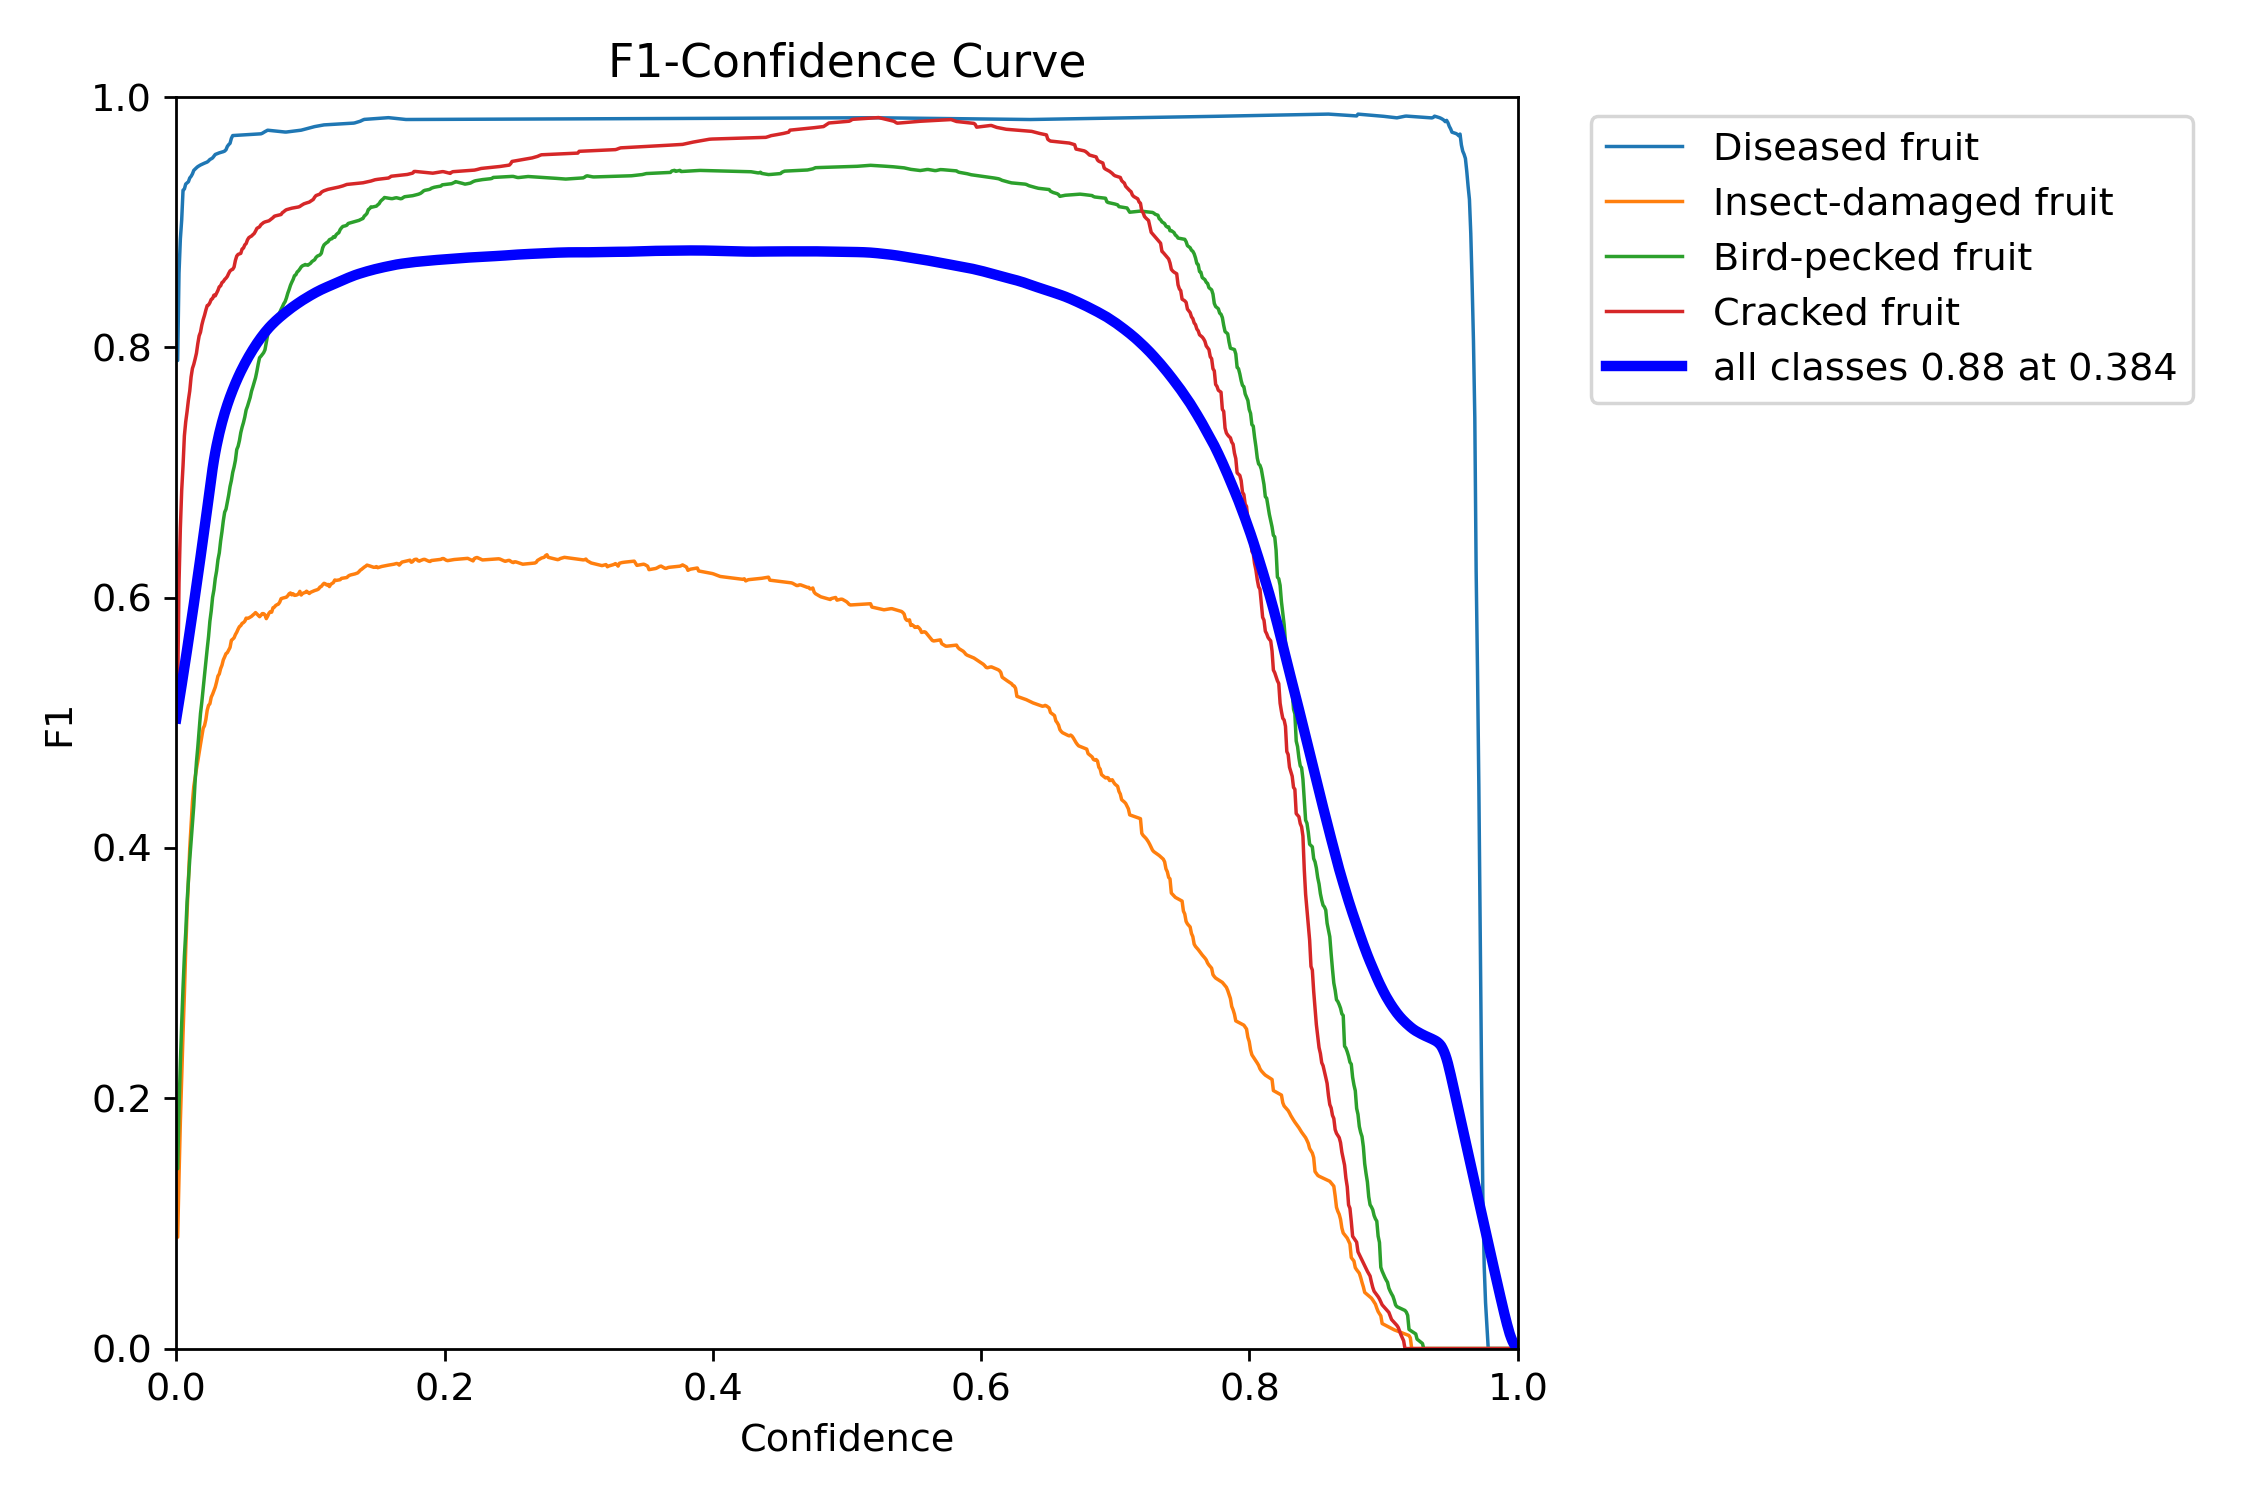 F1-Confidence Curve
1.0
0.8
0.6
0.4
0.2
0.0
F1
0.0 0.2 0.4 0.6 0.8 1.0
Confidence
Diseased fruit
Insect-damaged fruit
Bird-pecked fruit
Cracked fruit
all classes 0.88 at 0.384